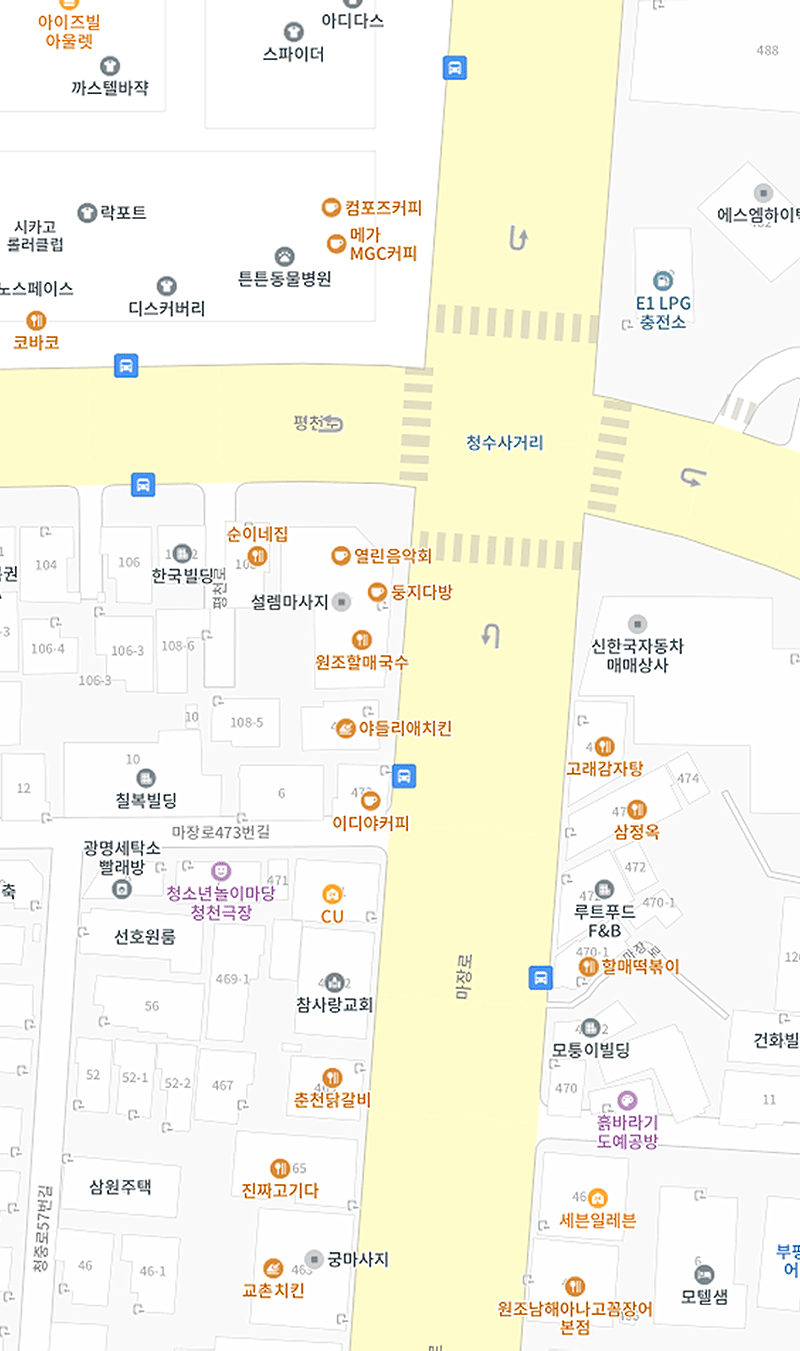 아이즈빌
아울렛
아디다스
스파이더
까스텔바쟉
488
락포트
시카고
롤러클럽
컴포즈커피
메가
MGC커피
튼튼동물병원
노스페이스
디스커버리
코바코
E1 LPG
충전소
청수사거리
순이네집
열린음악회
104
106
한국빌딩
평천로
설렘마사지
둥지다방
106-4
106-3
108-6
원조할매국수
신한국자동차
매매상사
106-3
10
108-5
야들리애치킨
고래감자탕
10
474
12
칠복빌딩
6
이디야커피
삼정옥
마장로473번길
광명세탁소
빨래방
청소년놀이마당
청천극장
471
CU
472
루트푸드
F&B
470-1
축
선호원룸
469-1
470-1
마장로
할매떡볶이
참사랑교회
마장로
56
모퉁이빌딩
52
52-1
52-2
467
춘천닭갈비
470
11
흙바라기
도예공방
삼원주택
진짜고기다
세븐일레븐
청중로57번길
46
46-1
궁마사지
교촌치킨
모텔샘
원조남해아나고꼼장어
본점